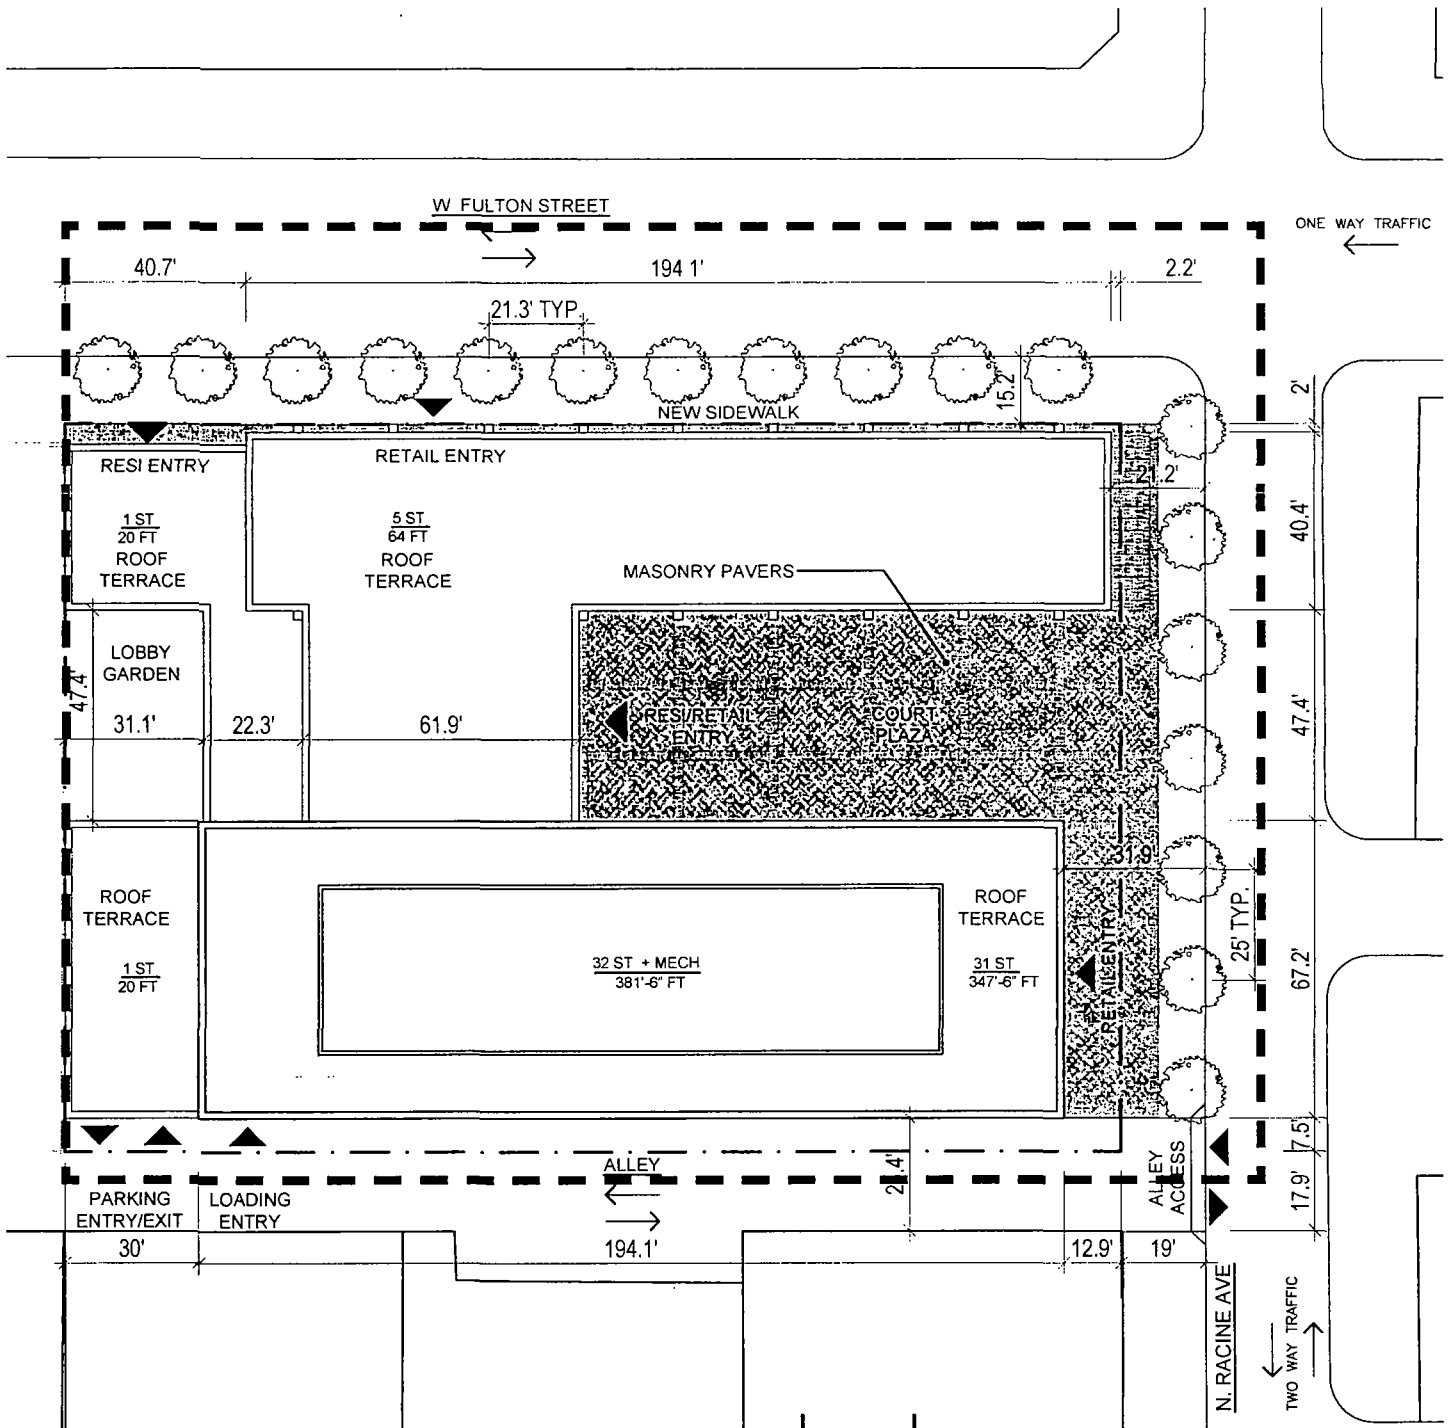 W FULTON STREET
ONE WAY TRAFFIC
40.7'
194 1'
2.2'
21.3' TYP.
15.2'
2'
NEW SIDEWALK
RESI ENTRY
RETAIL ENTRY
21.2'
1 ST
20 FT
ROOF
TERRACE
5 ST
64 FT
ROOF
TERRACE
40.4'
MASONRY PAVERS
LOBBY
GARDEN
47.4'
31.1'
22.3'
61.9'
RESI/RETAIL
ENTRY
COURT
PLAZA
47.4'
31.9'
ROOF
TERRACE
1 ST
20 FT
32 ST + MECH
381'-6" FT
ROOF
TERRACE
31 ST
347'-6" FT
RETAIL ENTRY
25' TYP.
67.2'
7.5'
ALLEY
ALLEY
ACCESS
17.9'
PARKING
ENTRY/EXIT
LOADING
ENTRY
30'
194.1'
12.9'
19'
N. RACINE AVE
TWO WAY TRAFFIC